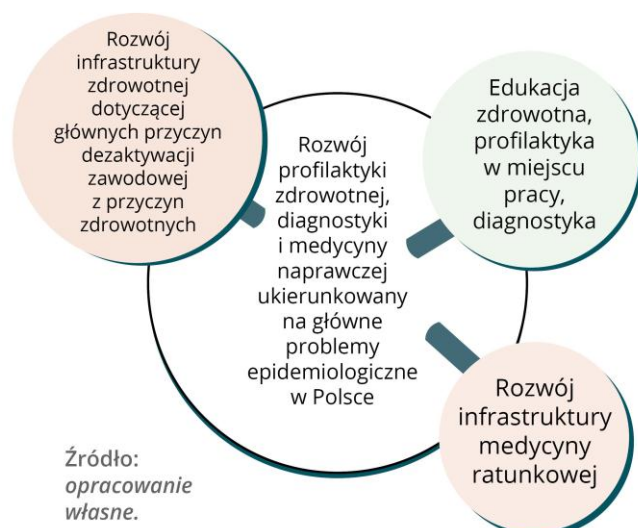 Rozwój
infrastruktury
zdrowotnej
dotyczącej
głównych przyczyn
dezaktywacji
zawodowej
z przyczyn
zdrowotnych
Rozwój
profilaktyki
zdrowotnej,
diagnostyki
i medycyny
naprawczej
ukierunkowany
na główne
problemy
epidemiologiczne
w Polsce
Edukacja
zdrowotna,
profilaktyka
w miejscu
pracy,
diagnostyka
Rozwój
infrastruktury
medycyny
ratunkowej
Źródło:
opracowanie
własne.